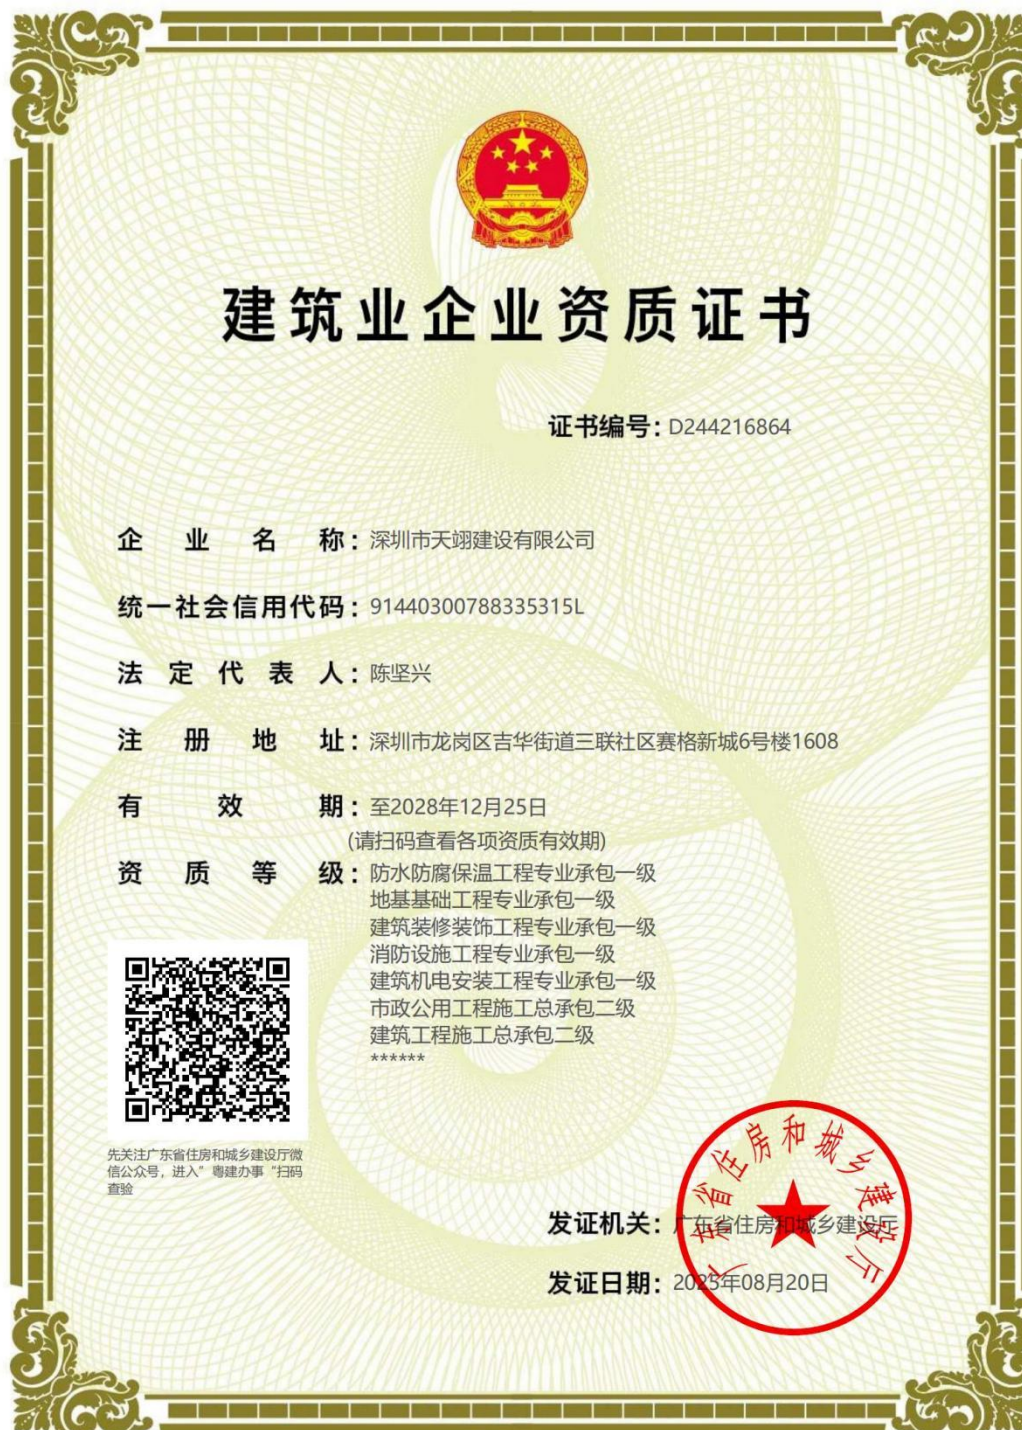 建筑业企业资质证书
证书编号：D244216864
企业名称：深圳市天翊建设有限公司
统一社会信用代码：91440300788335315L
法定代表人：陈坚兴
注册地址：深圳市龙岗区吉华街道三联社区赛格新城6号楼1608
有效期：至2028年12月25日
(请扫码查看各项资质有效期)
资质等级：防水防腐保温工程专业承包一级
地基基础工程专业承包一级
建筑装修装饰工程专业承包一级
消防设施工程专业承包一级
建筑机电安装工程专业承包一级
市政公用工程施工总承包二级
建筑工程施工总承包二级
******
先关注广东省住房和城乡建设厅微
信公众号，进入”粤建办事“扫码
查验
广东省住房和城乡建设厅
发证机关：广东省住房和城乡建设厅
发证日期：2025年08月20日